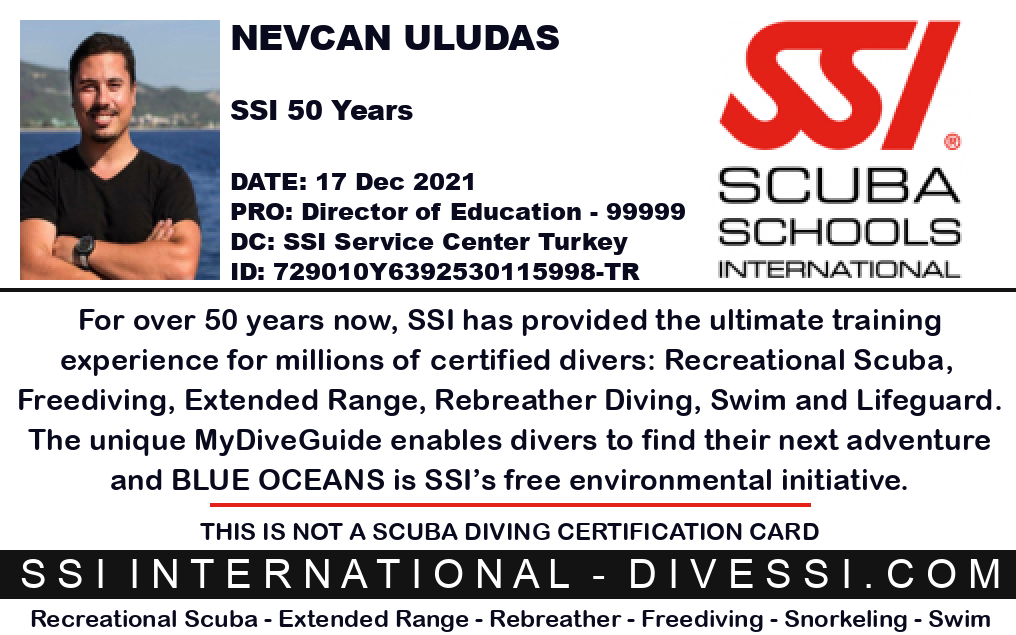 NEVCAN ULUDAS
SSI 50 Years
DATE: 17 Dec 2021
PRO: Director of Education - 99999
DC: SSI Service Center Turkey
ID: 729010Y6392530115998-TR
SSI®
SCUBA
SCHOOLS
INTERNATIONAL
For over 50 years now, SSI has provided the ultimate training
experience for millions of certified divers: Recreational Scuba,
Freediving, Extended Range, Rebreather Diving, Swim and Lifeguard.
The unique MyDiveGuide enables divers to find their next adventure
and BLUE OCEANS is SSI’s free environmental initiative.
THIS IS NOT A SCUBA DIVING CERTIFICATION CARD
SSI INTERNATIONAL - DIVESSI.COM
Recreational Scuba - Extended Range - Rebreather - Freediving - Snorkeling - Swim